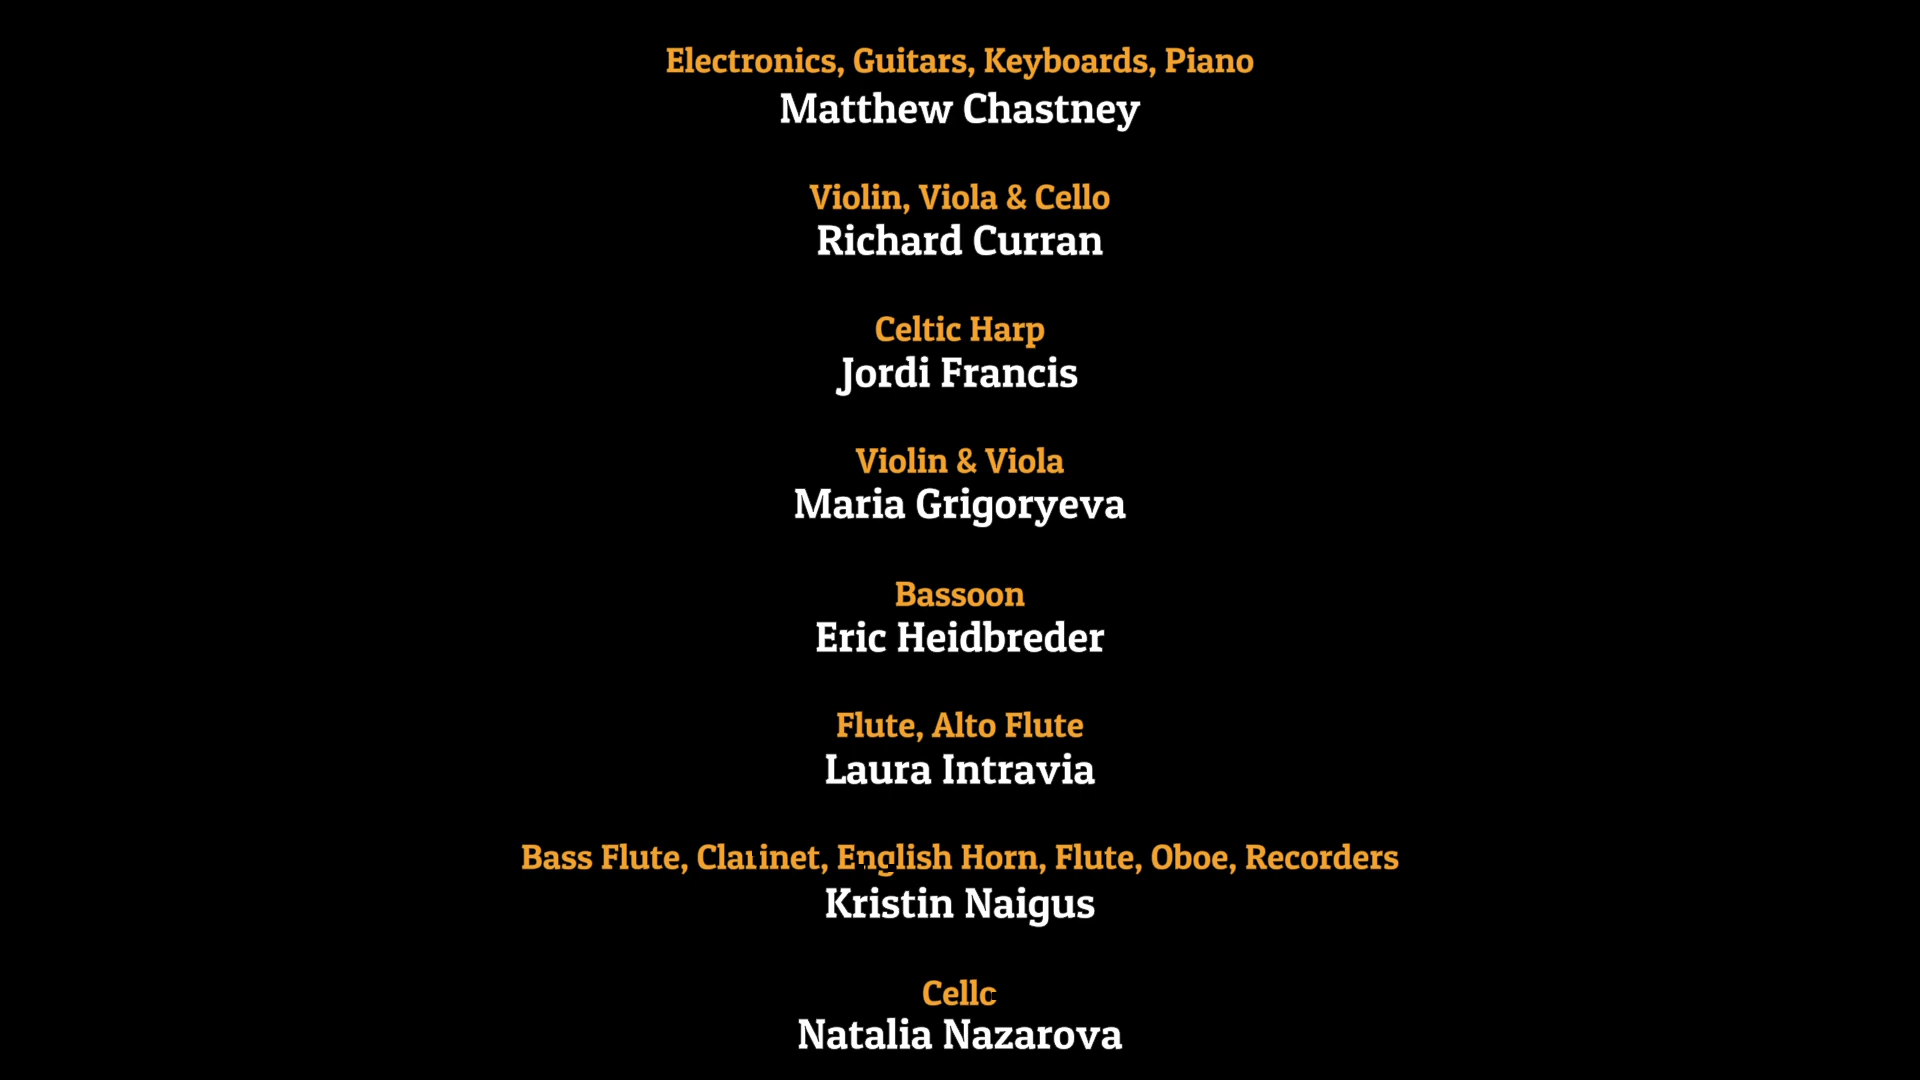 Electronics, Guitars, Keyboards, Piano
Matthew Chastney
Violin, Viola & Cello
Richard Curran
Celtic Harp
Jordi Francis
Violin & Viola
Maria Grigoryeva
Bassoon
Eric Heidbreder
Flute, Alto Flute
Laura Intravia
Bass Flute, Clarinet, English Horn, Flute, Oboe, Recorders
Kristin Naigus
Cello
Natalia Nazarova